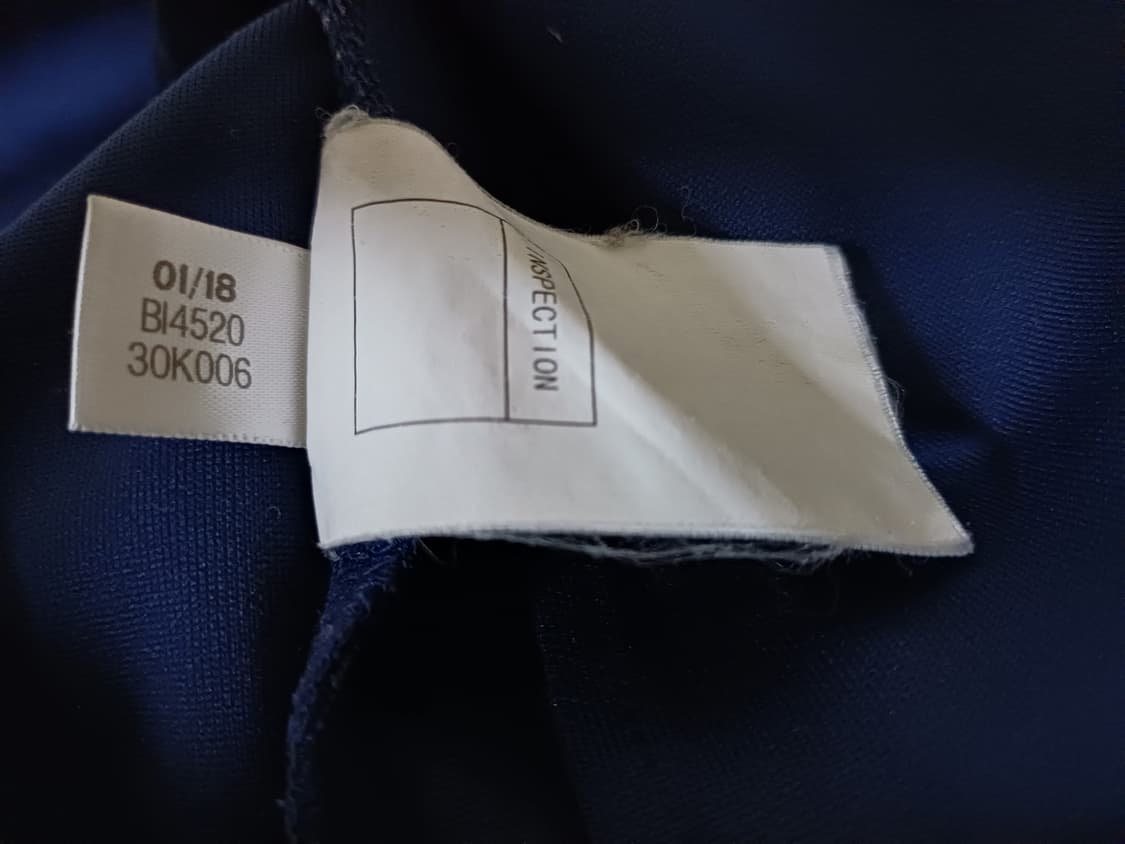 01/18
BI4520
30K006
INSPECTION